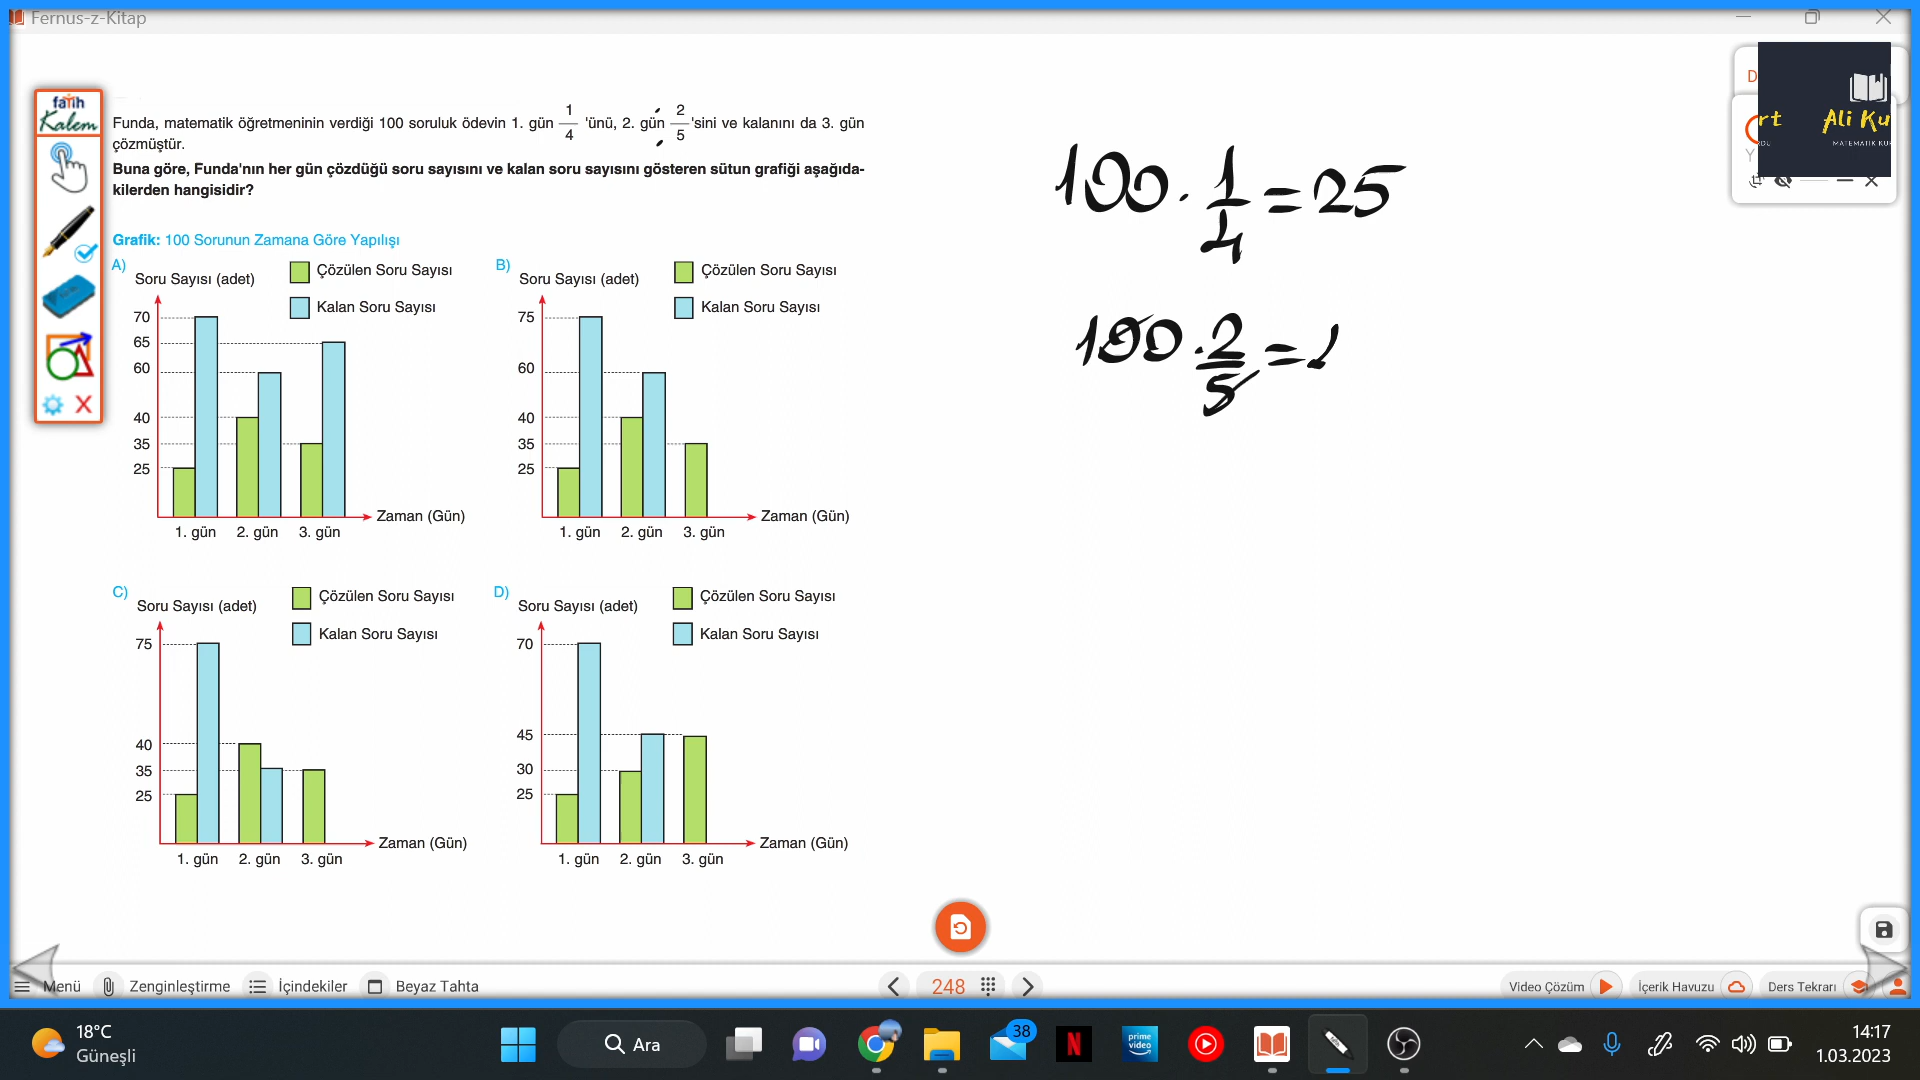 Fernus-z-Kitap
fatih
Kalem
Funda, matematik öğretmeninin verdiği 100 soruluk ödevin 1. gün 1/4 'ünü, 2. gün 2/5 'sini ve kalanını da 3. gün
çözmüştür.
Buna göre, Funda'nın her gün çözdüğü soru sayısını ve kalan soru sayısını gösteren sütun grafiği aşağıda-
kilerden hangisidir?
Grafik: 100 Sorunun Zamana Göre Yapılışı
A)
Soru Sayısı (adet)
Çözülen Soru Sayısı
Kalan Soru Sayısı
70
65
60
40
35
25
Zaman (Gün)
1. gün 2. gün 3. gün
B)
Soru Sayısı (adet)
Çözülen Soru Sayısı
Kalan Soru Sayısı
75
60
40
35
25
Zaman (Gün)
1. gün 2. gün 3. gün
C)
Soru Sayısı (adet)
Çözülen Soru Sayısı
Kalan Soru Sayısı
75
40
35
25
Zaman (Gün)
1. gün 2. gün 3. gün
D)
Soru Sayısı (adet)
Çözülen Soru Sayısı
Kalan Soru Sayısı
70
45
30
25
Zaman (Gün)
1. gün 2. gün 3. gün
100 · 1/4 = 25
100 · 2/5 =
D
rt Ali Ku
MATEMATIK KU
Y
Menü Zenginleştirme İçindekiler Beyaz Tahta
248
Video Çözüm İçerik Havuzu Ders Tekrarı
18°C
Güneşli
Ara
38
N
prime
video
14:17
1.03.2023